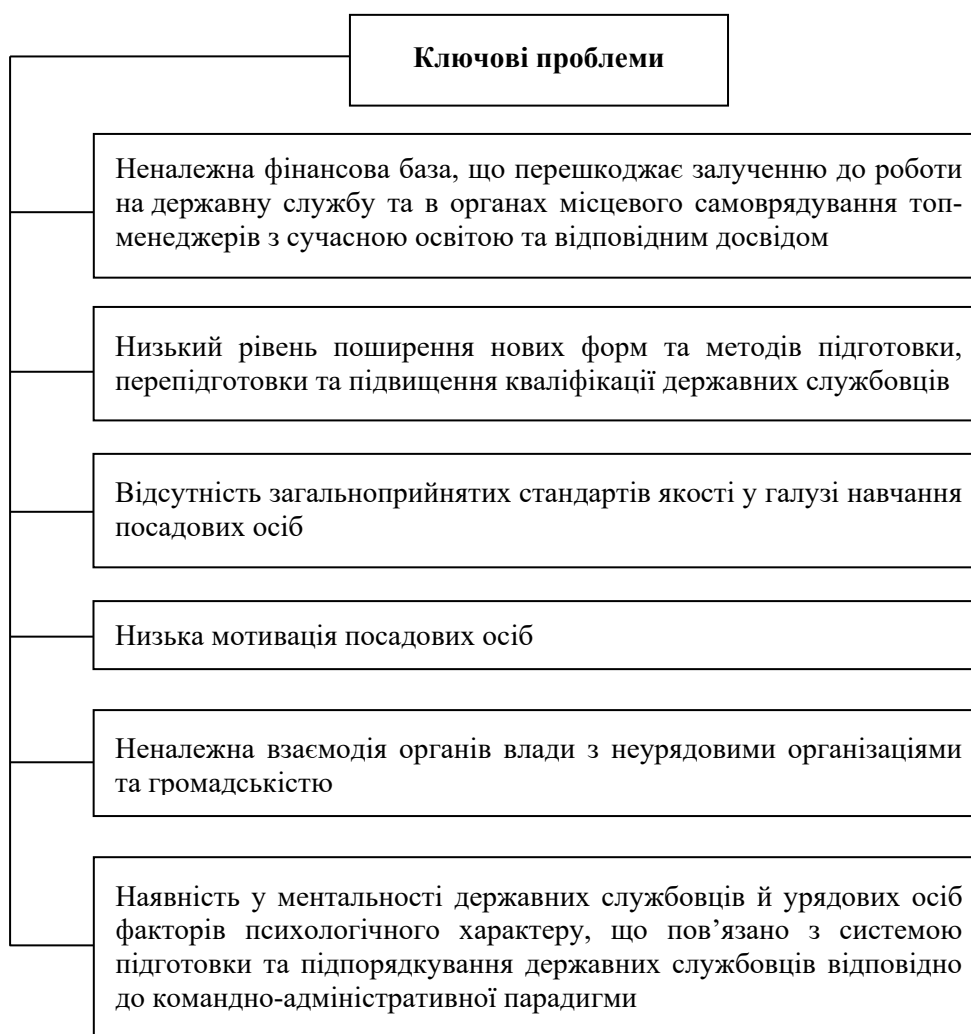 Ключові проблеми
Неналежна фінансова база, що перешкоджає залученню до роботи
на державну службу та в органах місцевого самоврядування топ-
менеджерів з сучасною освітою та відповідним досвідом
Низький рівень поширення нових форм та методів підготовки,
перепідготовки та підвищення кваліфікації державних службовців
Відсутність загальноприйнятих стандартів якості у галузі навчання
посадових осіб
Низька мотивація посадових осіб
Неналежна взаємодія органів влади з неурядовими організаціями
та громадськістю
Наявність у ментальності державних службовців й урядових осіб
факторів психологічного характеру, що пов’язано з системою
підготовки та підпорядкування державних службовців відповідно
до командно-адміністративної парадигми